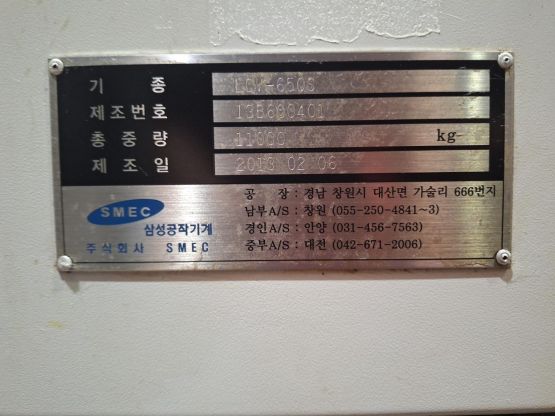 기 종 LCV-650S
제조번호
총중량 11000 kg
제조일 2013 02 06
SMEC
삼성공작기계
주식회사 SMEC
공 장 : 경남 창원시 대산면 가술리 666번지
남부A/S : 창원 (055-250-4841~3)
경인A/S : 안양 (031-456-7563)
중부A/S : 대전 (042-671-2006)